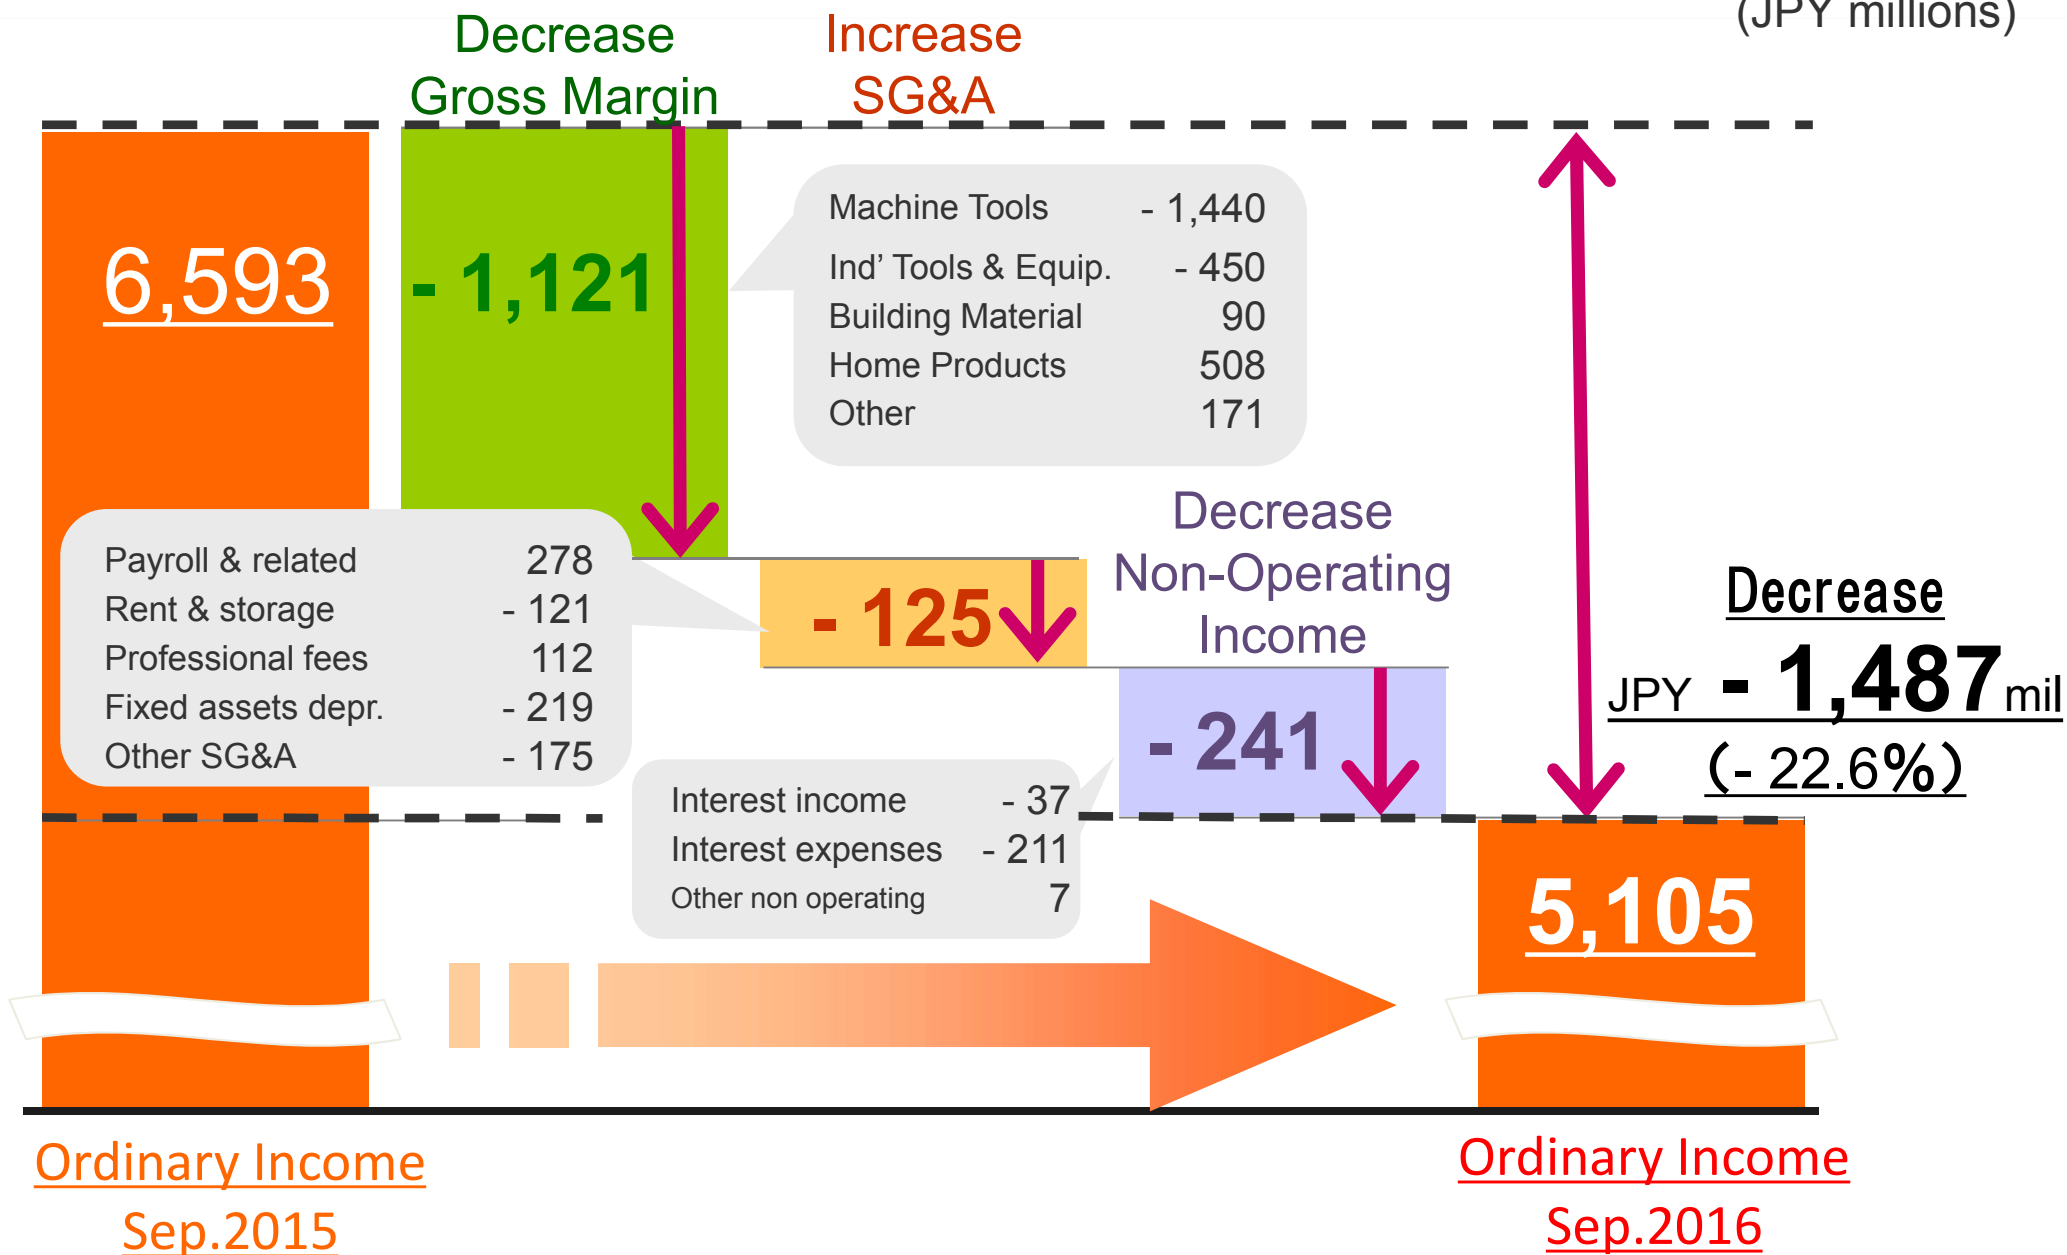 (JPY millions)
Decrease
Gross Margin
Increase
SG&A
6,593
- 1,121
Machine Tools - 1,440
Ind’ Tools & Equip. - 450
Building Material 90
Home Products 508
Other 171
Payroll & related 278
Rent & storage - 121
Professional fees 112
Fixed assets depr. - 219
Other SG&A - 175
- 125
Decrease
Non-Operating
Income
- 241
Interest income - 37
Interest expenses - 211
Other non operating 7
Decrease
JPY - 1,487 mil
(- 22.6%)
5,105
Ordinary Income
Sep.2015
Ordinary Income
Sep.2016